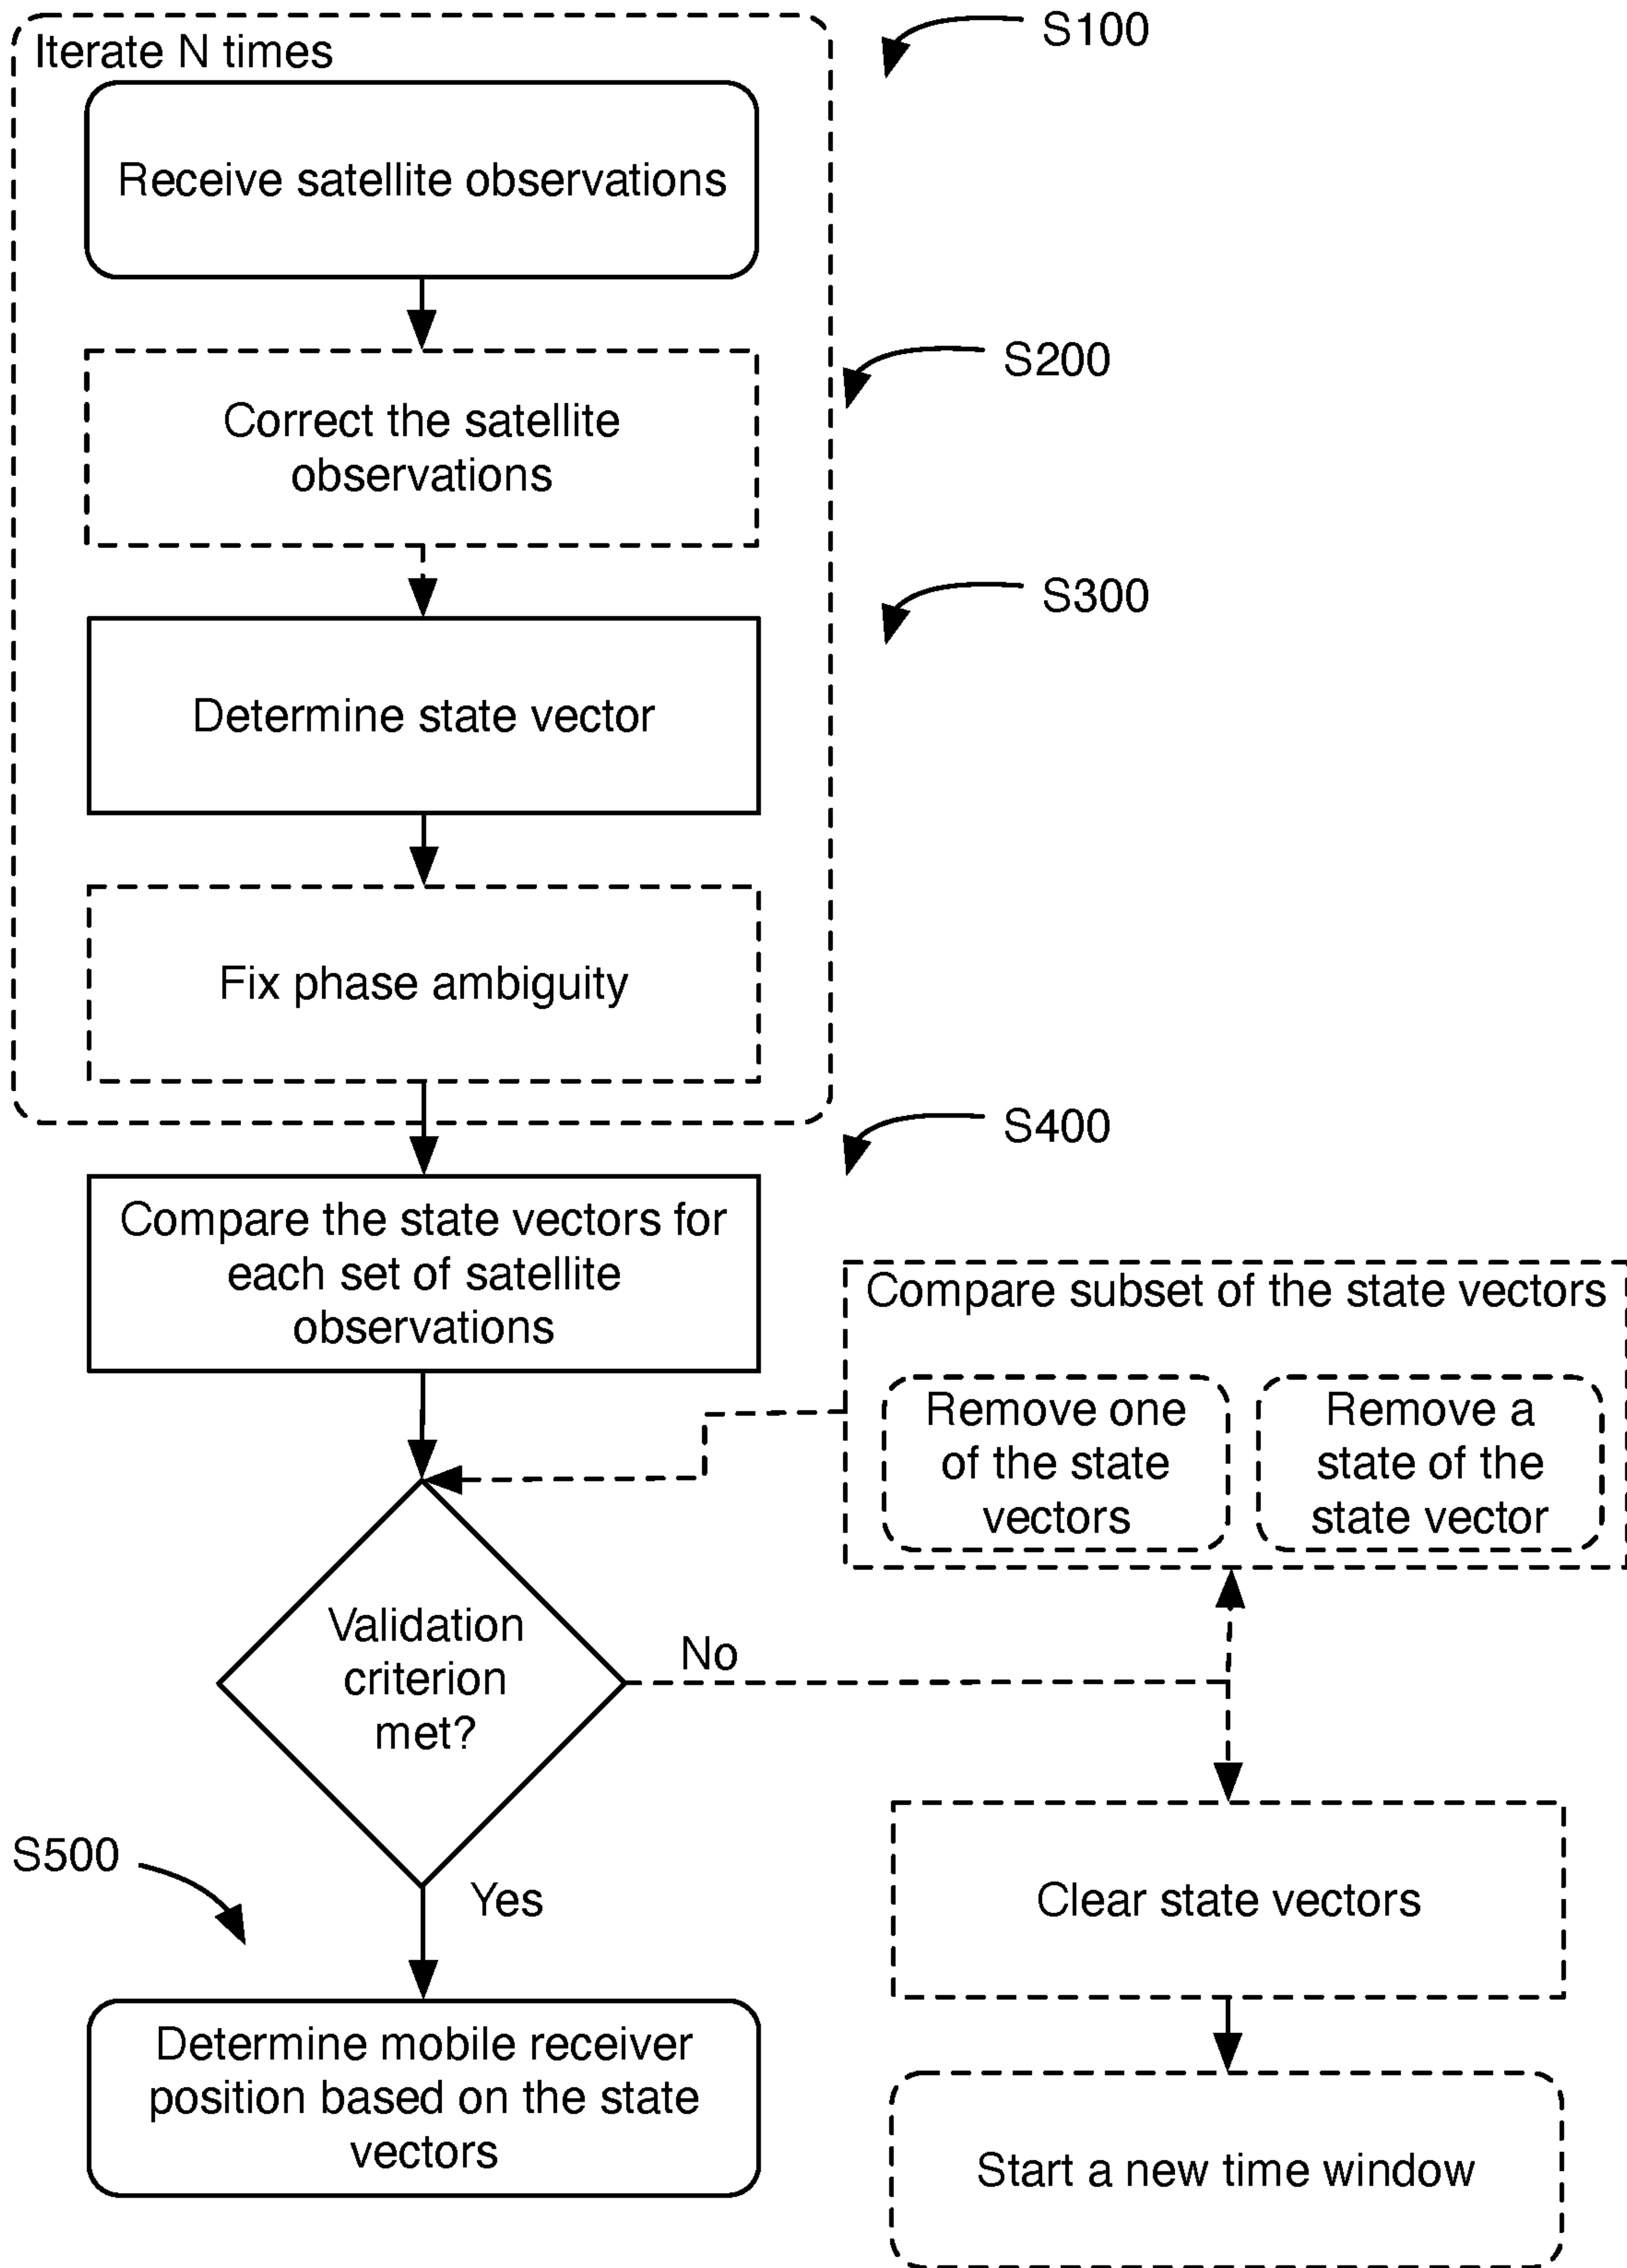 Iterate N times
S100
Receive satellite observations
S200
Correct the satellite
observations
S300
Determine state vector
Fix phase ambiguity
S400
Compare the state vectors for
each set of satellite
observations
Compare subset of the state vectors
Remove one
of the state
vectors
Remove a
state of the
state vector
Validation
criterion
met?
No
Yes
S500
Clear state vectors
Determine mobile receiver
position based on the state
vectors
Start a new time window